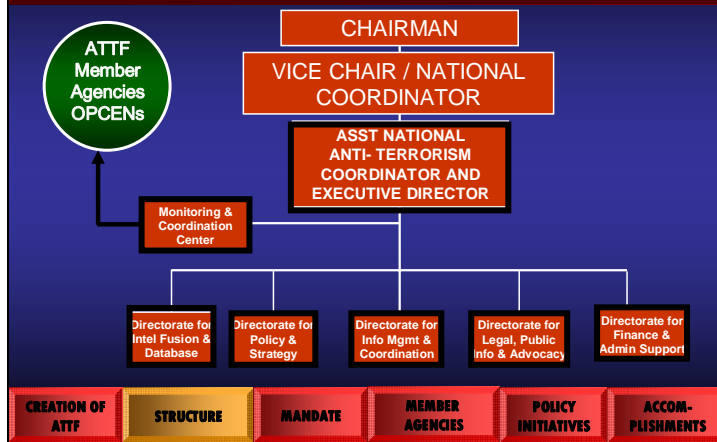 CHAIRMAN
ATTF
Member
Agencies
OPCENs
VICE CHAIR / NATIONAL
COORDINATOR
ASST NATIONAL
ANTI- TERRORISM
COORDINATOR AND
EXECUTIVE DIRECTOR
Monitoring &
Coordination
Center
Directorate for
Intel Fusion &
Database
Directorate for
Policy &
Strategy
Directorate for
Info Mgmt &
Coordination
Directorate for
Legal, Public
Info & Advocacy
Directorate for
Finance &
Admin Support
CREATION OF
ATTF
STRUCTURE
MANDATE
MEMBER
AGENCIES
POLICY
INITIATIVES
ACCOM-
PLISHMENTS